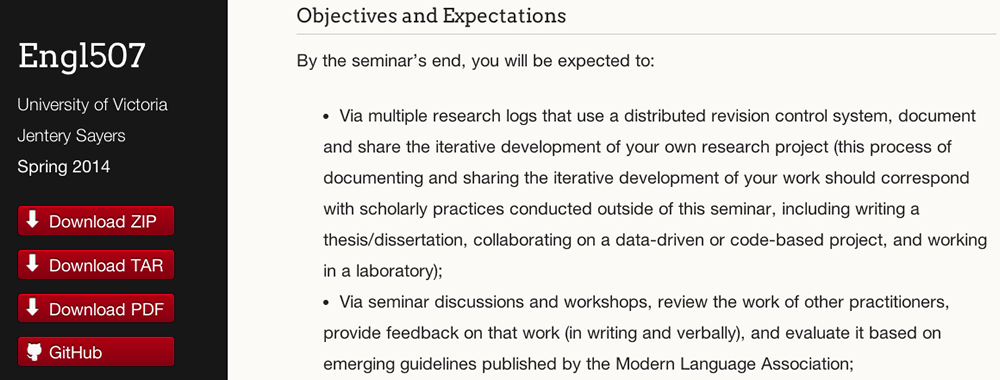 Engl507
University of Victoria
Jentery Sayers
Spring 2014
Download ZIP
Download TAR
Download PDF
GitHub
Objectives and Expectations
By the seminar’s end, you will be expected to:
• Via multiple research logs that use a distributed revision control system, document
and share the iterative development of your own research project (this process of
documenting and sharing the iterative development of your work should correspond
with scholarly practices conducted outside of this seminar, including writing a
thesis/dissertation, collaborating on a data-driven or code-based project, and working
in a laboratory);
• Via seminar discussions and workshops, review the work of other practitioners,
provide feedback on that work (in writing and verbally), and evaluate it based on
emerging guidelines published by the Modern Language Association;